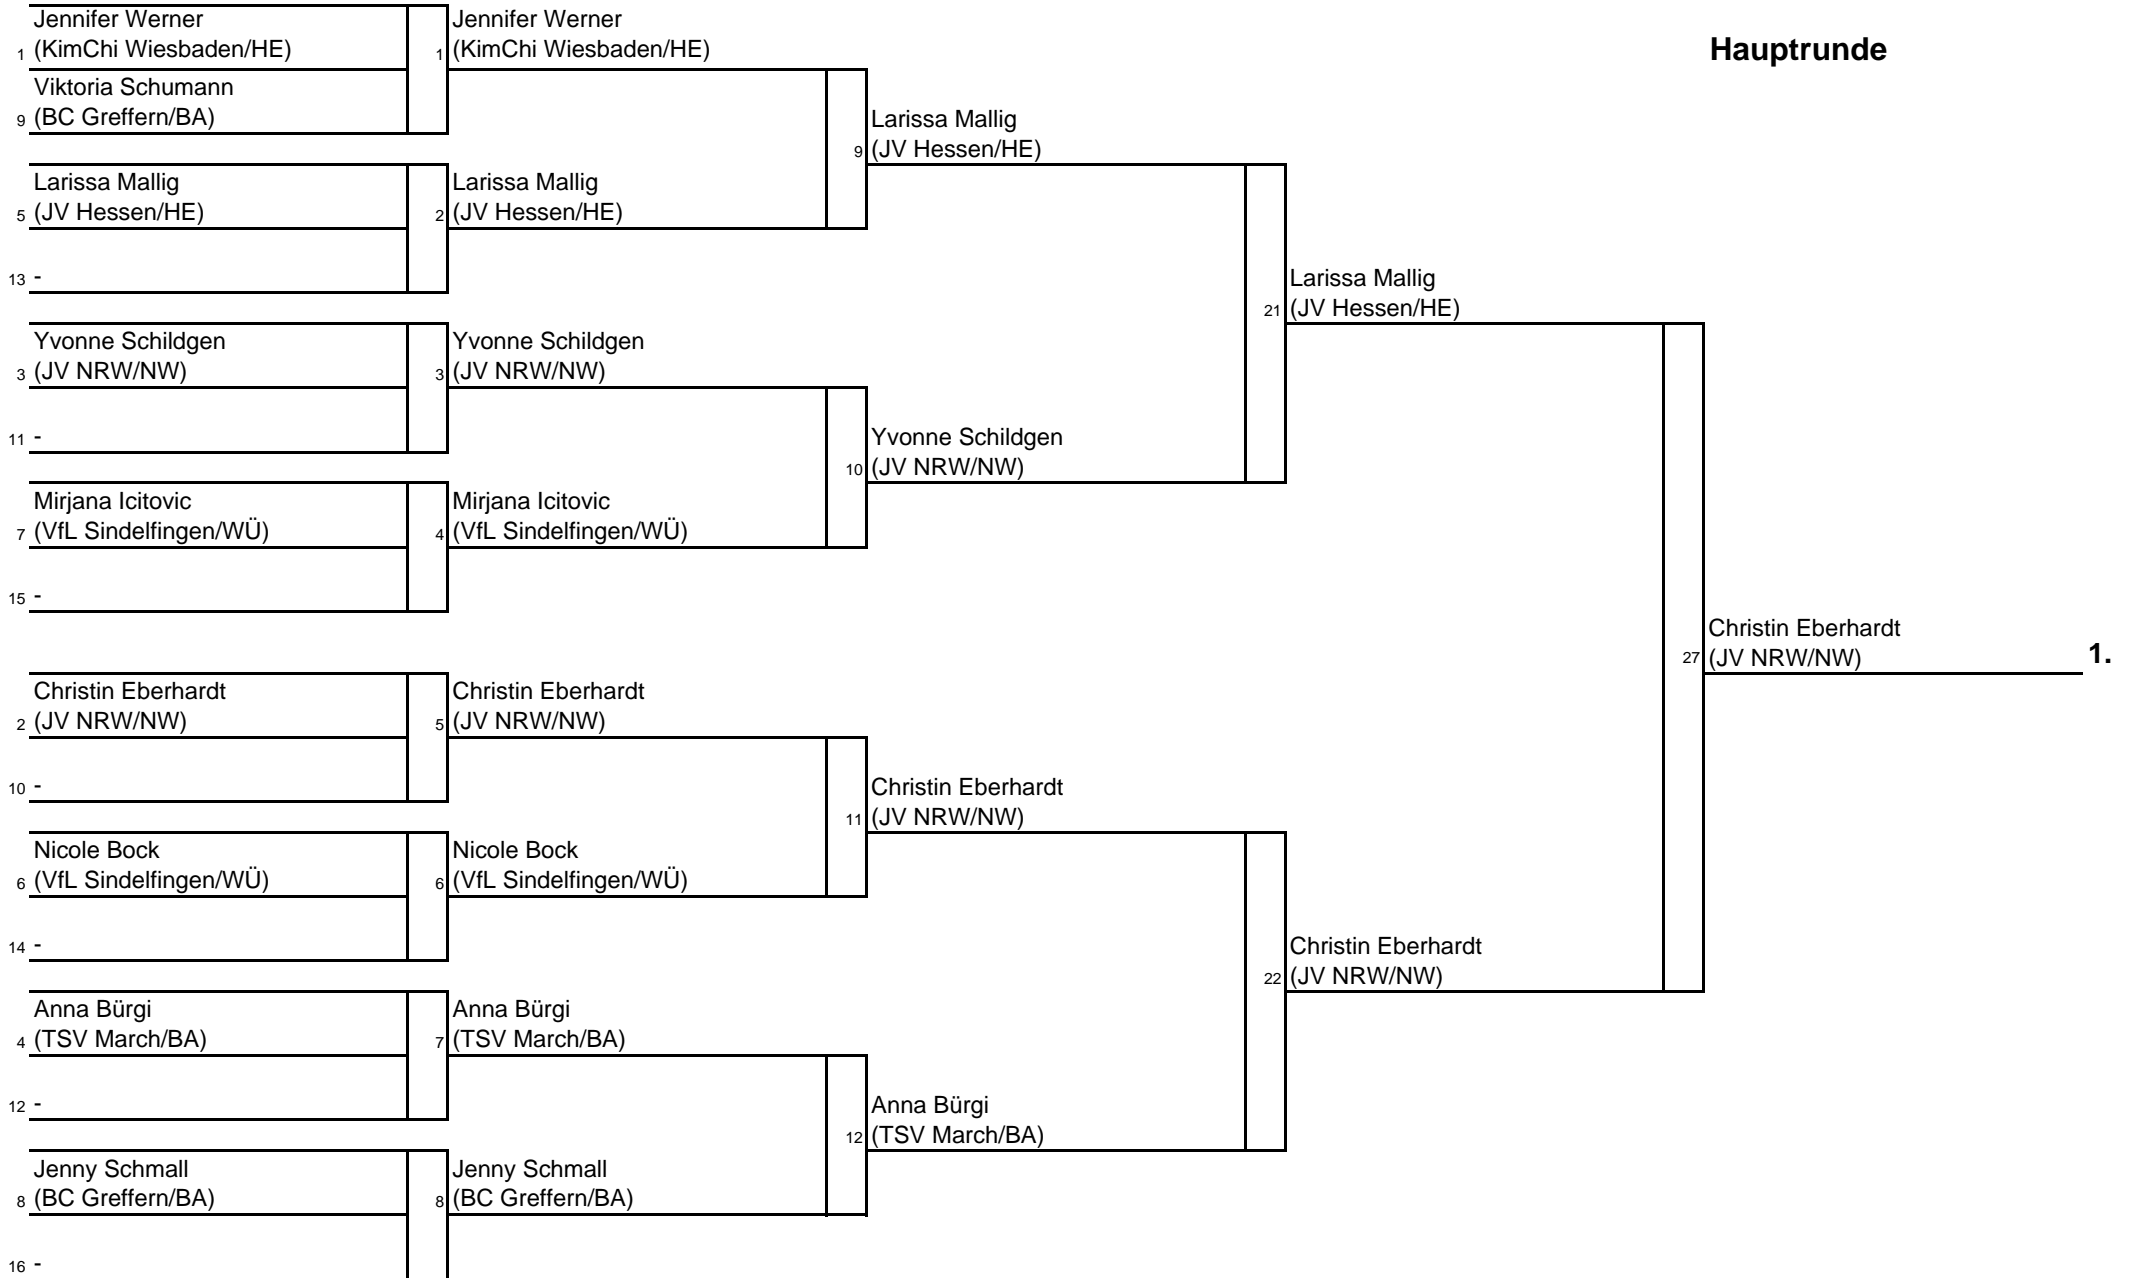 Hauptrunde
Jennifer Werner
1 (KimChi Wiesbaden/HE)
Viktoria Schumann
9 (BC Greffern/BA)
Larissa Mallig
5 (JV Hessen/HE)
13 -
Yvonne Schildgen
3 (JV NRW/NW)
11 -
Mirjana Icitovic
7 (VfL Sindelfingen/WÜ)
15 -
Christin Eberhardt
2 (JV NRW/NW)
10 -
Nicole Bock
6 (VfL Sindelfingen/WÜ)
14 -
Anna Bürgi
4 (TSV March/BA)
12 -
Jenny Schmall
8 (BC Greffern/BA)
16 -
Jennifer Werner
1 (KimChi Wiesbaden/HE)
Larissa Mallig
2 (JV Hessen/HE)
Yvonne Schildgen
3 (JV NRW/NW)
Mirjana Icitovic
4 (VfL Sindelfingen/WÜ)
Christin Eberhardt
5 (JV NRW/NW)
Nicole Bock
6 (VfL Sindelfingen/WÜ)
Anna Bürgi
7 (TSV March/BA)
Jenny Schmall
8 (BC Greffern/BA)
Larissa Mallig
9 (JV Hessen/HE)
Yvonne Schildgen
10 (JV NRW/NW)
Christin Eberhardt
11 (JV NRW/NW)
Anna Bürgi
12 (TSV March/BA)
Larissa Mallig
21 (JV Hessen/HE)
Christin Eberhardt
22 (JV NRW/NW)
Christin Eberhardt
27 (JV NRW/NW)
1.